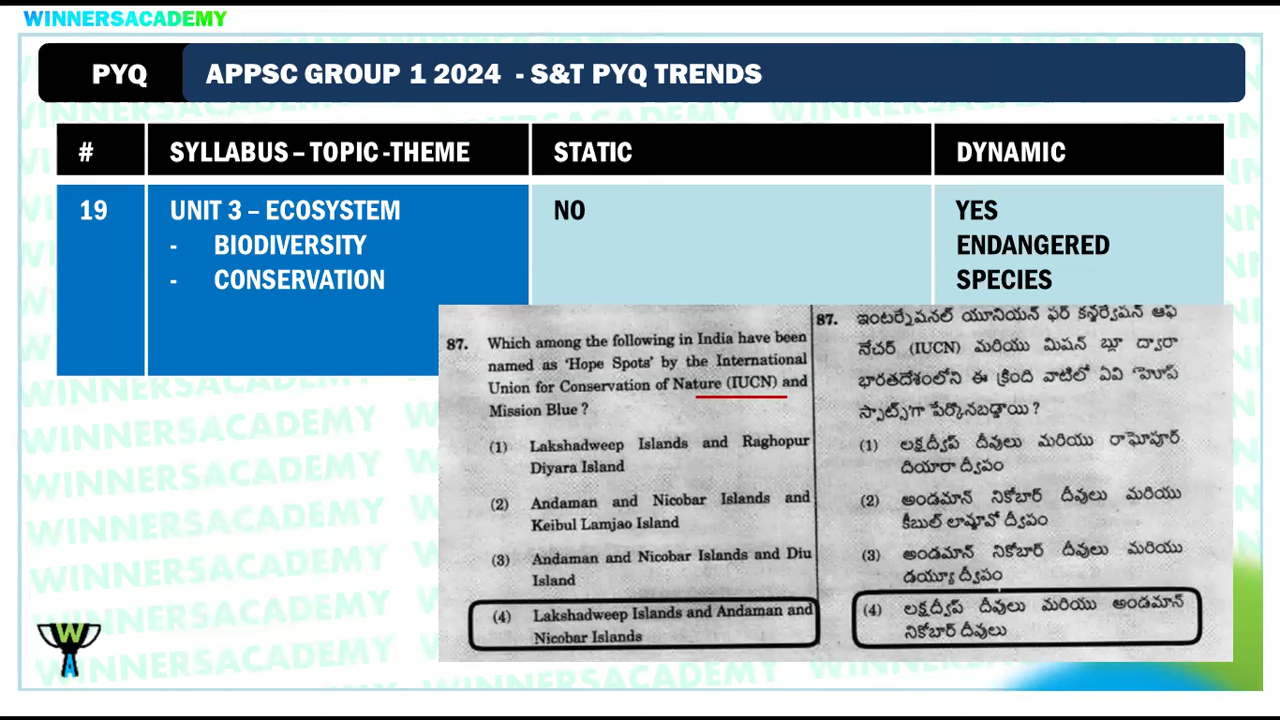 WINNERSACADEMY
PYQ
APPSC GROUP 1 2024 - S&T PYQ TRENDS
# SYLLABUS – TOPIC -THEME STATIC DYNAMIC
19 UNIT 3 – ECOSYSTEM NO YES
- BIODIVERSITY ENDANGERED
- CONSERVATION SPECIES
87. Which among the following in India have been
named as 'Hope Spots' by the International
Union for Conservation of Nature (IUCN) and
Mission Blue ?
(1) Lakshadweep Islands and Raghopur
Diyara Island
(2) Andaman and Nicobar Islands and
Keibul Lamjao Island
(3) Andaman and Nicobar Islands and Diu
Island
(4) Lakshadweep Islands and Andaman and
Nicobar Islands
87. ఇంటర్నేషనల్ యూనియన్ ఫర్ కన్జర్వేషన్ ఆఫ్
నేచర్ (IUCN) మరియు మిషన్ బ్లూ ద్వారా
భారతదేశంలోని ఈ క్రింది వాటిలో ఏవి 'హెూప్
స్పాట్స్'గా పేర్కొనబడ్డాయి ?
(1) లక్షద్వీప్ దీవులు మరియు రాఘోపూర్
దియారా ద్వీపం
(2) అండమాన్ నికోబార్ దీవులు మరియు
కీబుల్ లామ్జావో ద్వీపం
(3) అండమాన్ నికోబార్ దీవులు మరియు
డయ్యూ ద్వీపం
(4) లక్షద్వీప్ దీవులు మరియు అండమాన్
నికోబార్ దీవులు
W
A